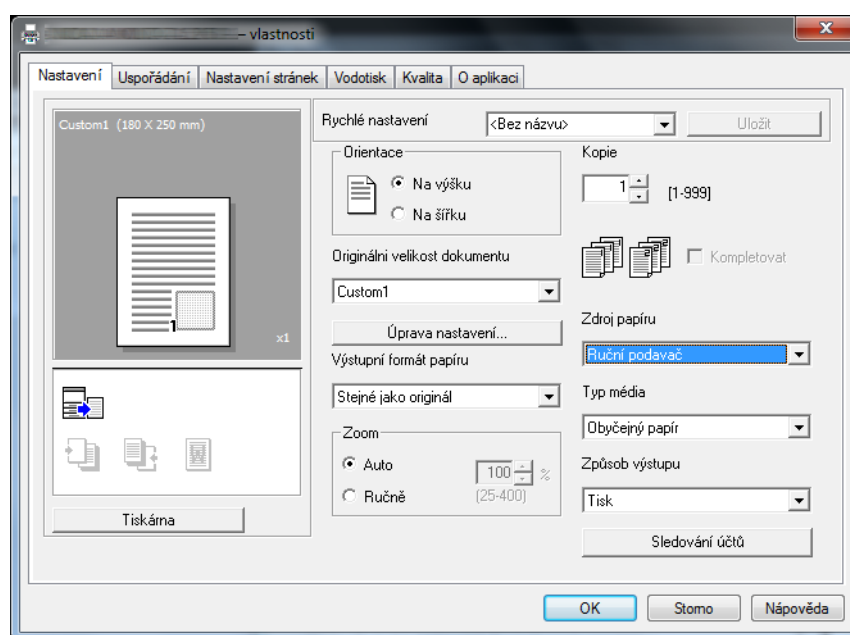 – vlastnosti
Nastavení
Uspořádání
Nastavení stránek
Vodotisk
Kvalita
O aplikaci
Custom1 (180 X 250 mm)
1
x1
Tiskárna
Rychlé nastavení
<Bez názvu>
Uložit
Orientace
Na výšku
Na šířku
Originálni velikost dokumentu
Custom1
Úprava nastavení...
Výstupní formát papíru
Stejné jako originál
Zoom
Auto
100 %
Ručně
(25-400)
Kopie
1 [1-999]
Kompletovat
Zdroj papíru
Ruční podavač
Typ média
Obyčejný papír
Způsob výstupu
Tisk
Sledování účtů
OK
Storno
Nápověda